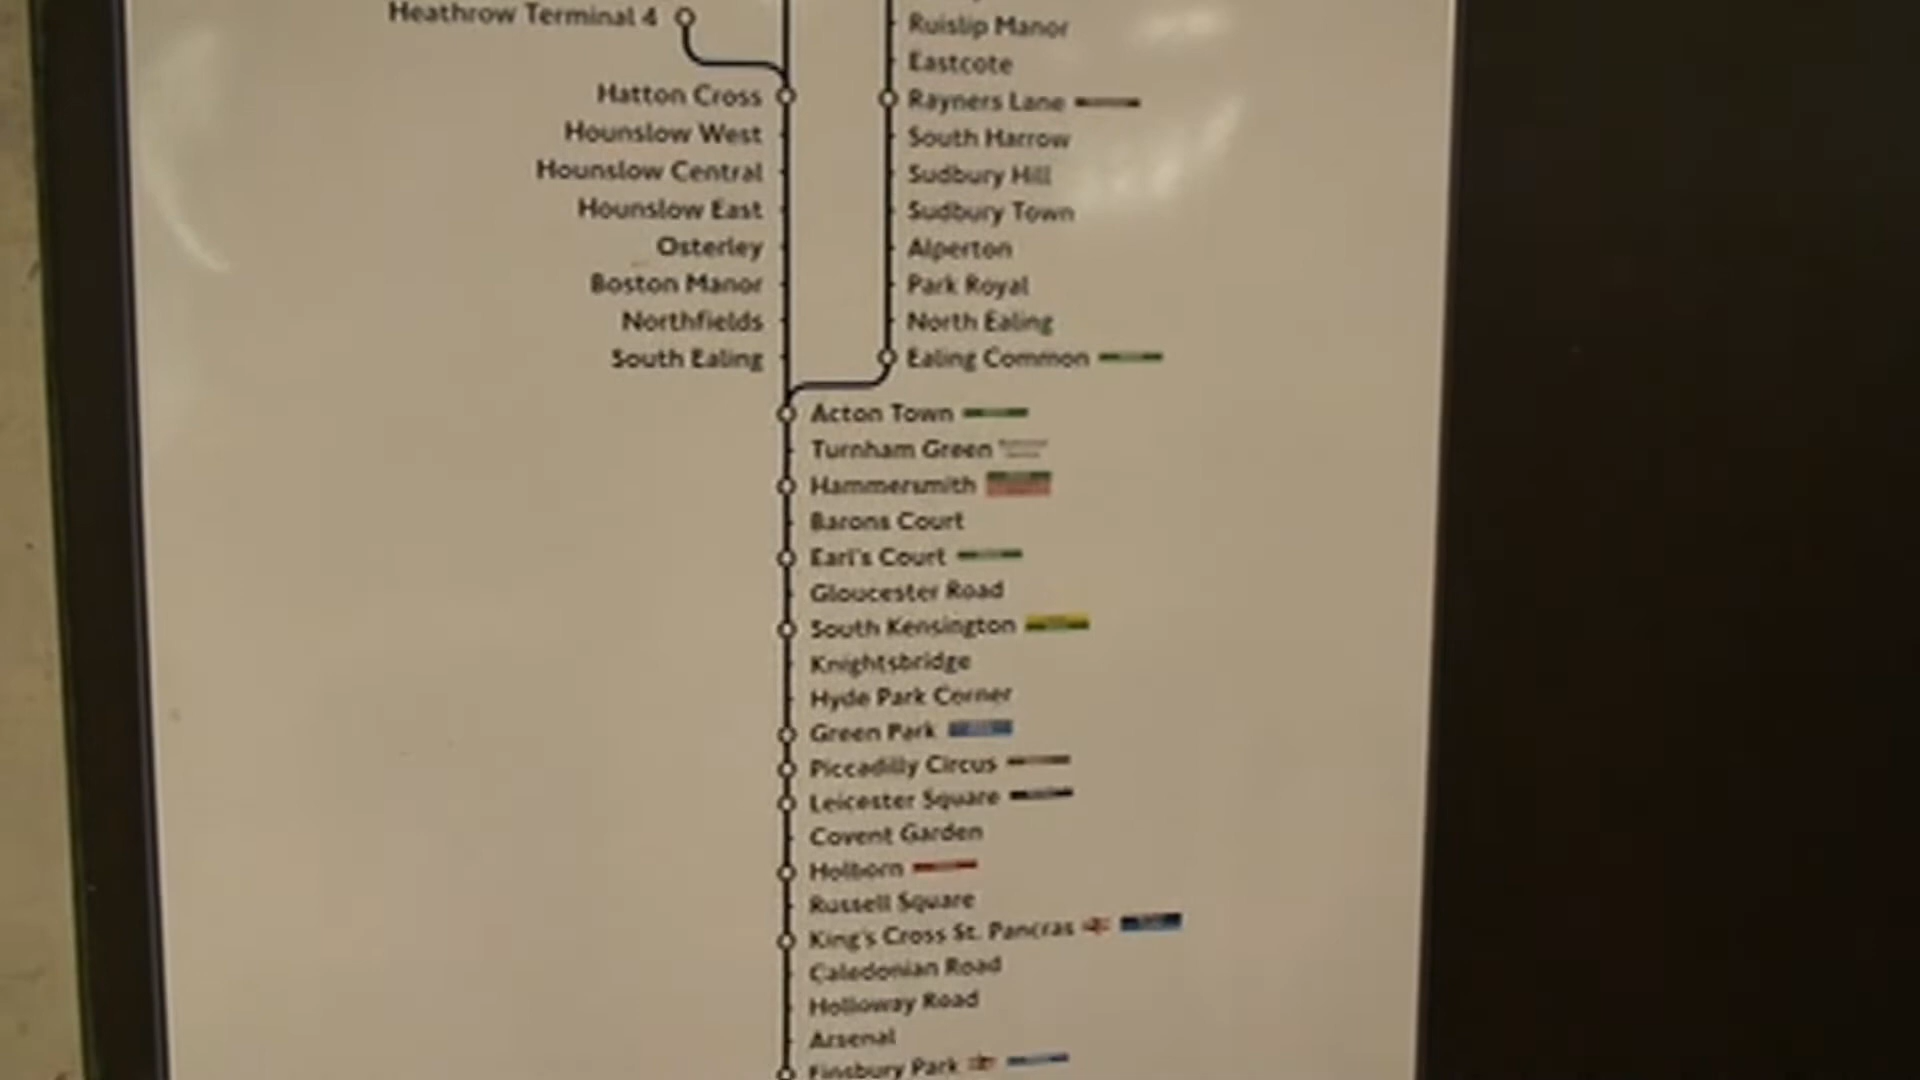 Heathrow Terminal 4
Hatton Cross
Hounslow West
Hounslow Central
Hounslow East
Osterley
Boston Manor
Northfields
South Ealing
Ruislip Manor
Eastcote
Rayners Lane
South Harrow
Sudbury Hill
Sudbury Town
Alperton
Park Royal
North Ealing
Ealing Common
Acton Town
Turnham Green
Hammersmith
Barons Court
Earl's Court
Gloucester Road
South Kensington
Knightsbridge
Hyde Park Corner
Green Park
Piccadilly Circus
Leicester Square
Covent Garden
Holborn
Russell Square
King's Cross St. Pancras
Caledonian Road
Holloway Road
Arsenal
Finsbury Park